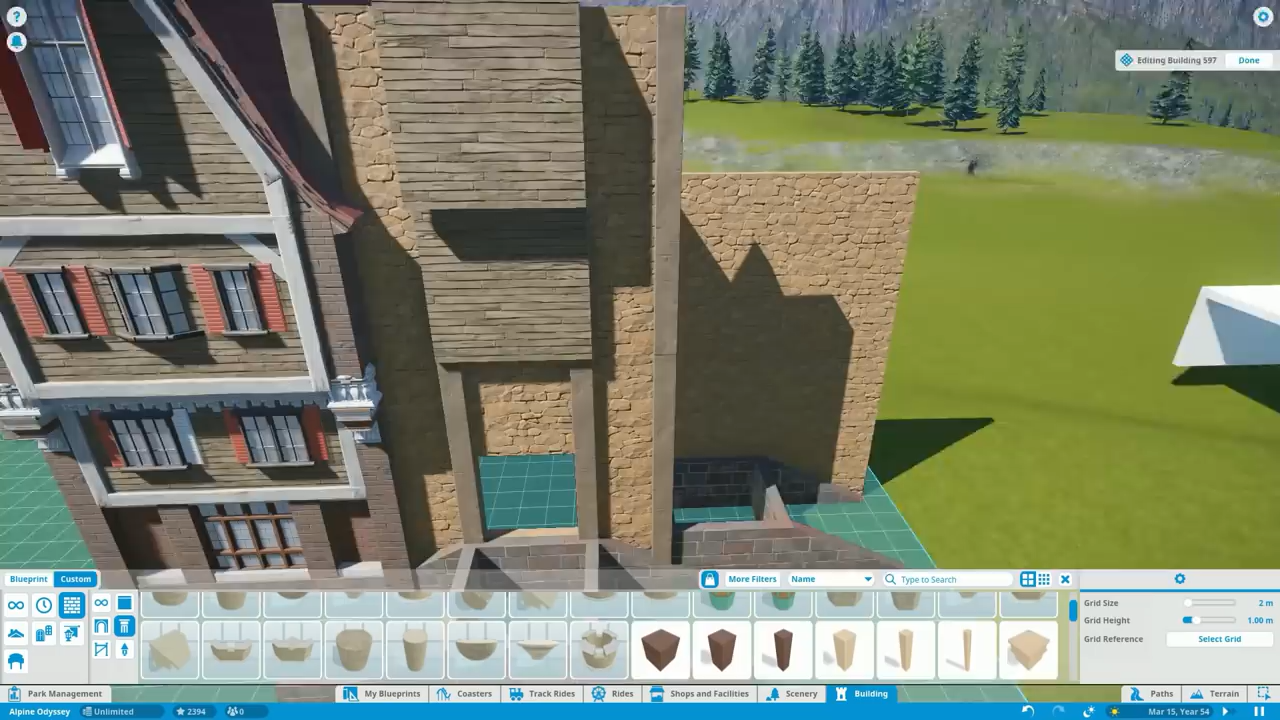 ?
Editing Building 597
Done
Blueprint
Custom
More Filters
Name
Type to Search
Grid Size
2 m
Grid Height
1.00 m
Grid Reference
Select Grid
Park Management
My Blueprints
Coasters
Track Rides
Rides
Shops and Facilities
Scenery
Building
Paths
Terrain
Alpine Odyssey
Unlimited
2394
0
Mar 15, Year 54